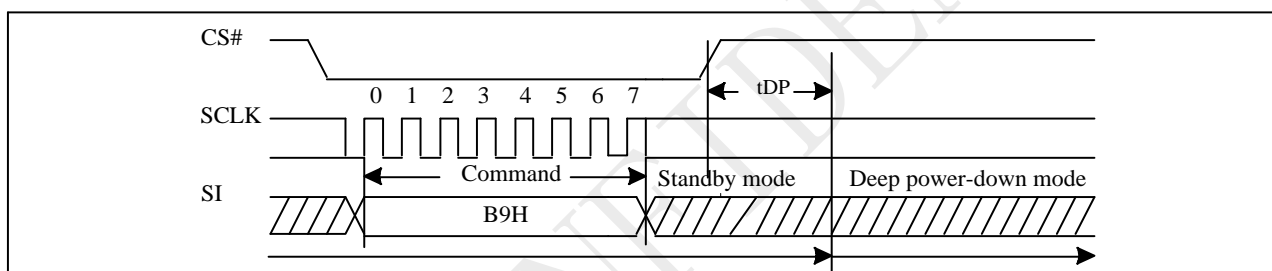 CS#
tDP
0 1 2 3 4 5 6 7
SCLK
Command
Standby mode
Deep power-down mode
SI
B9H